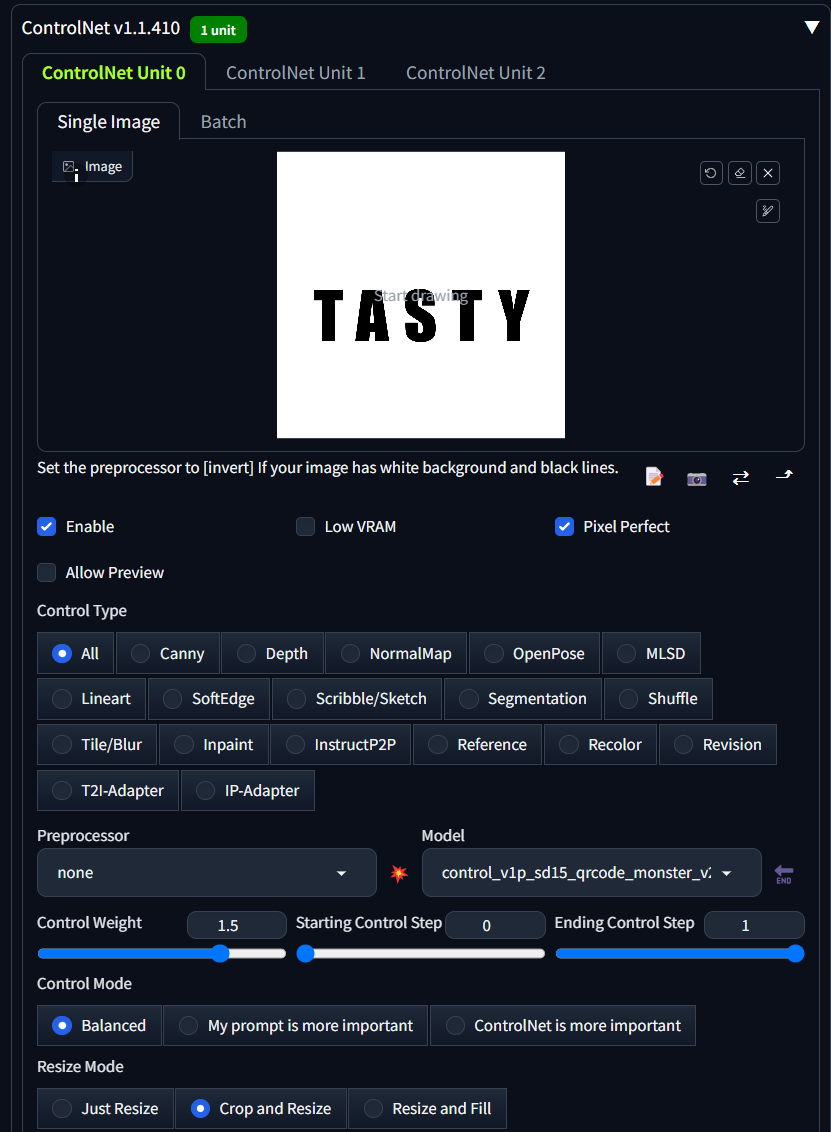 ControlNet v1.1.410 1 unit
ControlNet Unit 0 ControlNet Unit 1 ControlNet Unit 2
Single Image Batch
Image
Start drawing
TASTY
Set the preprocessor to [invert] If your image has white background and black lines.
Enable Low VRAM Pixel Perfect
Allow Preview
Control Type
All Canny Depth NormalMap OpenPose MLSD
Lineart SoftEdge Scribble/Sketch Segmentation Shuffle
Tile/Blur Inpaint InstructP2P Reference Recolor Revision
T2I-Adapter IP-Adapter
Preprocessor Model
none control_v1p_sd15_qrcode_monster_v2
END
Control Weight 1.5 Starting Control Step 0 Ending Control Step 1
Control Mode
Balanced My prompt is more important ControlNet is more important
Resize Mode
Just Resize Crop and Resize Resize and Fill